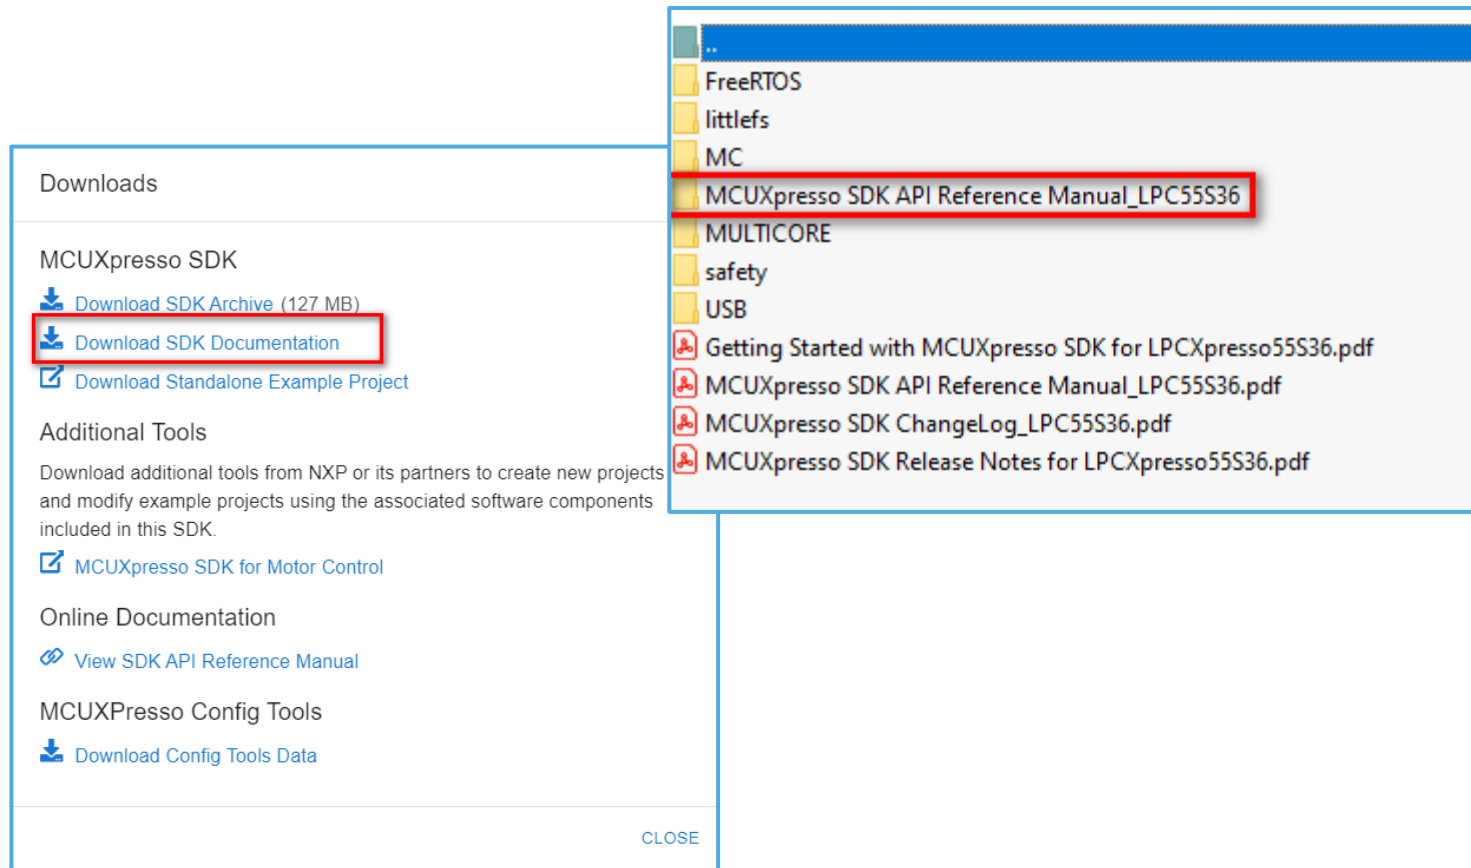 Downloads
MCUXpresso SDK
Download SDK Archive (127 MB)
Download SDK Documentation
Download Standalone Example Project
Additional Tools
Download additional tools from NXP or its partners to create new projects
and modify example projects using the associated software components
included in this SDK.
MCUXpresso SDK for Motor Control
Online Documentation
View SDK API Reference Manual
MCUXPresso Config Tools
Download Config Tools Data
CLOSE
..
FreeRTOS
littlefs
MC
MCUXpresso SDK API Reference Manual_LPC55S36
MULTICORE
safety
USB
Getting Started with MCUXpresso SDK for LPCXpresso55S36.pdf
MCUXpresso SDK API Reference Manual_LPC55S36.pdf
MCUXpresso SDK ChangeLog_LPC55S36.pdf
MCUXpresso SDK Release Notes for LPCXpresso55S36.pdf